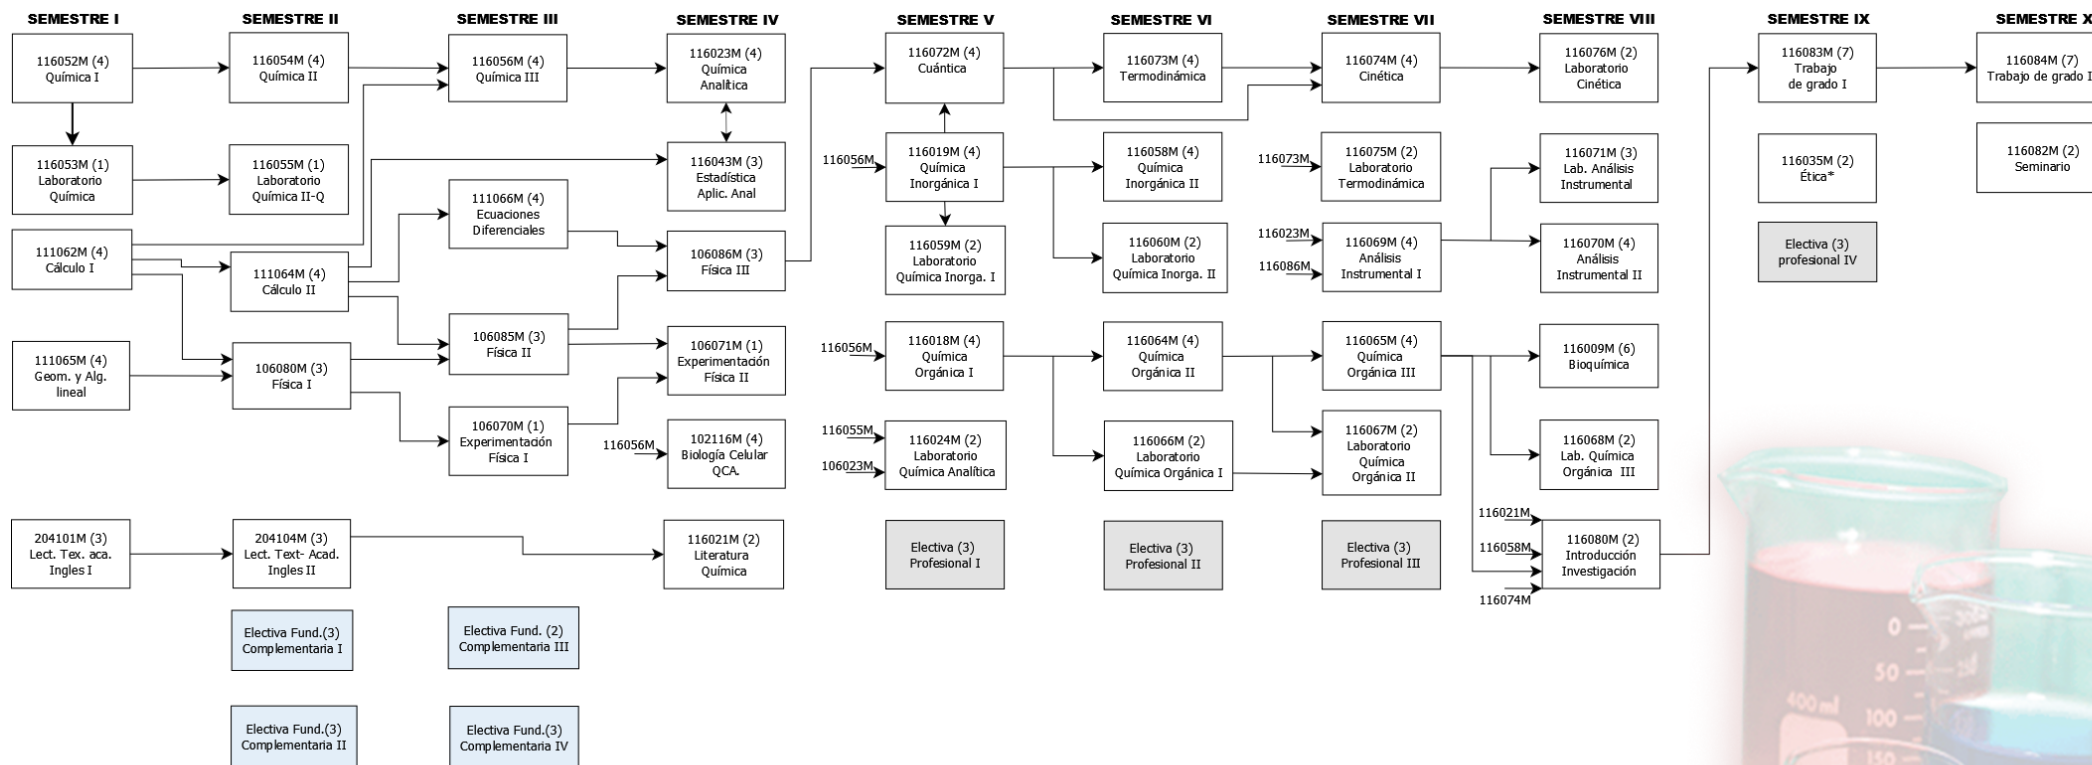 SEMESTRE I
SEMESTRE II
SEMESTRE III
SEMESTRE IV
SEMESTRE V
SEMESTRE VI
SEMESTRE VII
SEMESTRE VIII
SEMESTRE IX
SEMESTRE X
116052M (4)
Química I
116054M (4)
Química II
116056M (4)
Química III
116023M (4)
Química
Analítica
116072M (4)
Cuántica
116073M (4)
Termodinámica
116074M (4)
Cinética
116076M (2)
Laboratorio
Cinética
116083M (7)
Trabajo
de grado I
116084M (7)
Trabajo de grado I
116053M (1)
Laboratorio
Química
116055M (1)
Laboratorio
Química II-Q
116043M (3)
Estadística
Aplic. Anal
116056M
116019M (4)
Química
Inorgánica I
116058M (4)
Química
Inorgánica II
116073M
116075M (2)
Laboratorio
Termodinámica
116071M (3)
Lab. Análisis
Instrumental
116035M (2)
Ética*
116082M (2)
Seminario
111066M (4)
Ecuaciones
Diferenciales
111062M (4)
Cálculo I
111064M (4)
Cálculo II
106086M (3)
Física III
116059M (2)
Laboratorio
Química Inorga. I
116060M (2)
Laboratorio
Química Inorga. II
116023M
116086M
116069M (4)
Análisis
Instrumental I
116070M (4)
Análisis
Instrumental II
Electiva (3)
profesional IV
111065M (4)
Geom. y Alg.
lineal
106080M (3)
Física I
106085M (3)
Física II
106071M (1)
Experimentación
Física II
116056M
116018M (4)
Química
Orgánica I
116064M (4)
Química
Orgánica II
116065M (4)
Química
Orgánica III
116009M (6)
Bioquímica
106070M (1)
Experimentación
Física I
116056M
102116M (4)
Biología Celular
QCA.
116055M
106023M
116024M (2)
Laboratorio
Química Analítica
116066M (2)
Laboratorio
Química Orgánica I
116067M (2)
Laboratorio
Química
Orgánica II
116068M (2)
Lab. Química
Orgánica III
204101M (3)
Lect. Tex. aca.
Ingles I
204104M (3)
Lect. Text- Acad.
Ingles II
116021M (2)
Literatura
Química
Electiva (3)
Profesional I
Electiva (3)
Profesional II
Electiva (3)
Profesional III
116021M
116058M
116074M
116080M (2)
Introducción
Investigación
Electiva Fund.(3)
Complementaria I
Electiva Fund. (2)
Complementaria III
Electiva Fund.(3)
Complementaria II
Electiva Fund.(3)
Complementaria IV
0
50
400ml
100
150